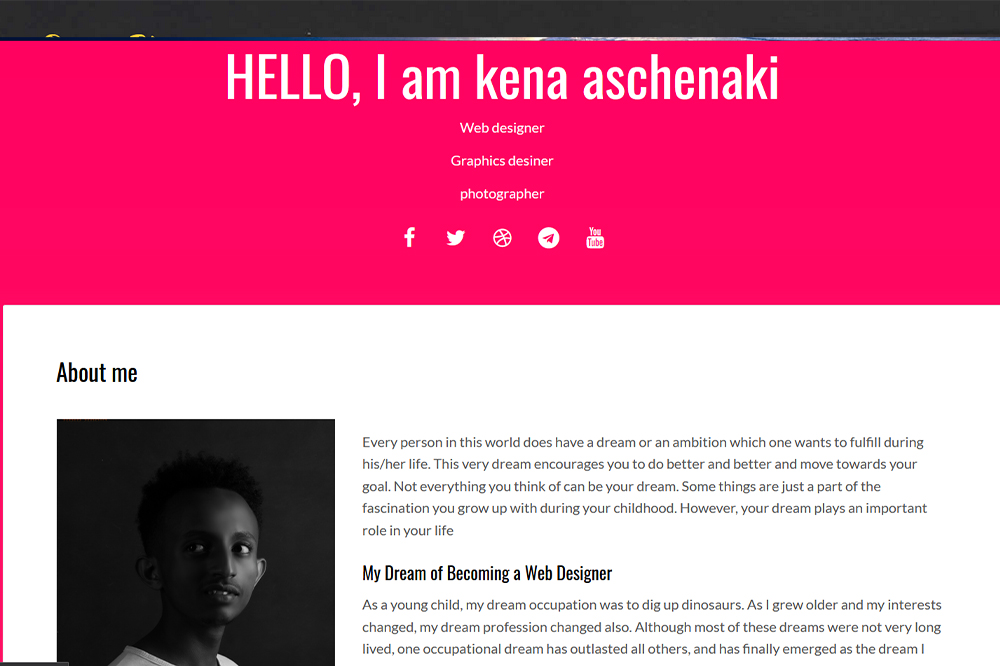 HELLO, I am kena aschenaki
Web designer
Graphics desiner
photographer
You
Tube
About me
Every person in this world does have a dream or an ambition which one wants to fulfill during
his/her life. This very dream encourages you to do better and better and move towards your
goal. Not everything you think of can be your dream. Some things are just a part of the
fascination you grow up with during your childhood. However, your dream plays an important
role in your life
My Dream of Becoming a Web Designer
As a young child, my dream occupation was to dig up dinosaurs. As I grew older and my interests
changed, my dream profession changed also. Although most of these dreams were not very long
lived, one occupational dream has outlasted all others, and has finally emerged as the dream I